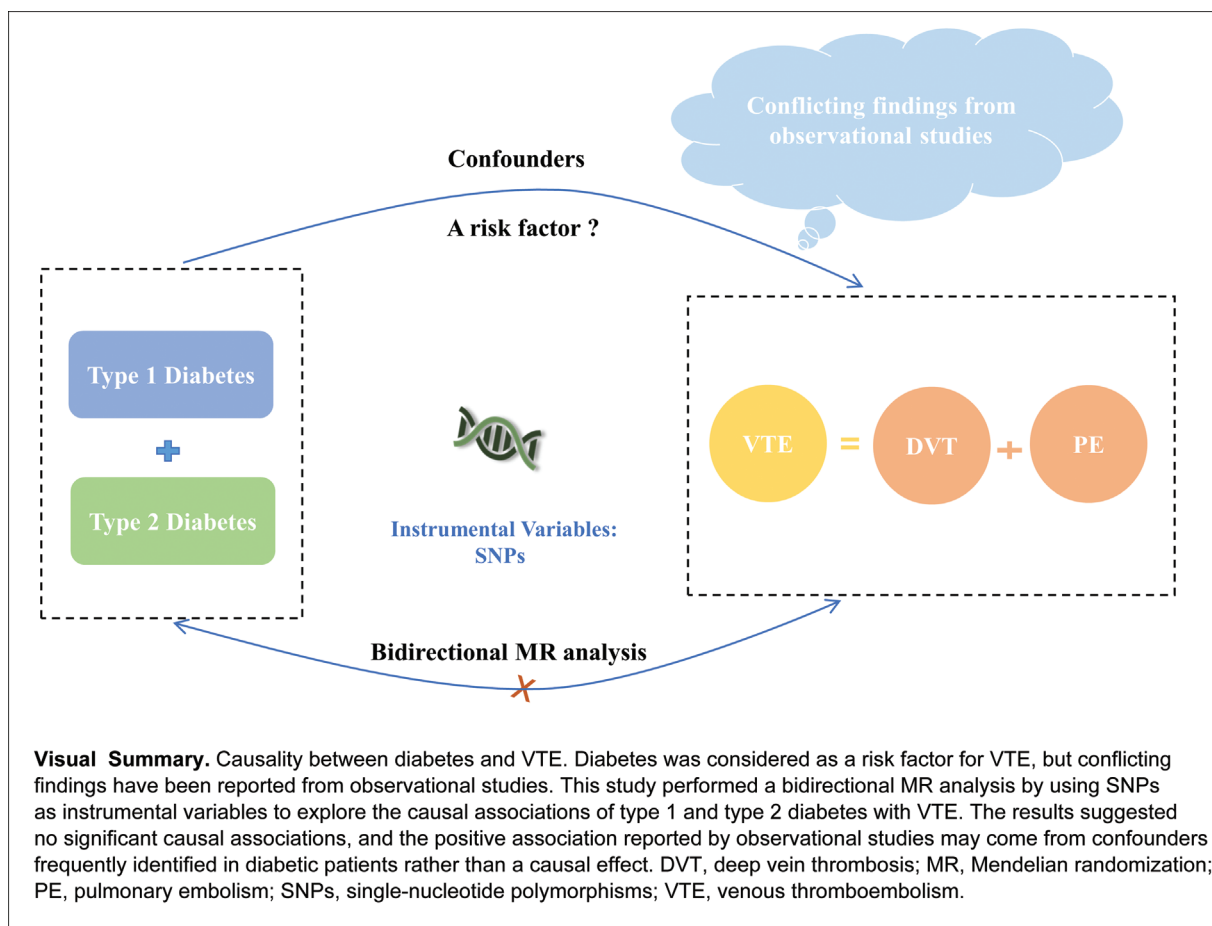 Conflicting findings from
observational studies
Confounders
A risk factor ?
Type 1 Diabetes
+
Type 2 Diabetes
Instrumental Variables:
SNPs
VTE = DVT + PE
Bidirectional MR analysis
X
Visual Summary. Causality between diabetes and VTE. Diabetes was considered as a risk factor for VTE, but conflicting
findings have been reported from observational studies. This study performed a bidirectional MR analysis by using SNPs
as instrumental variables to explore the causal associations of type 1 and type 2 diabetes with VTE. The results suggested
no significant causal associations, and the positive association reported by observational studies may come from confounders
frequently identified in diabetic patients rather than a causal effect. DVT, deep vein thrombosis; MR, Mendelian randomization;
PE, pulmonary embolism; SNPs, single-nucleotide polymorphisms; VTE, venous thromboembolism.